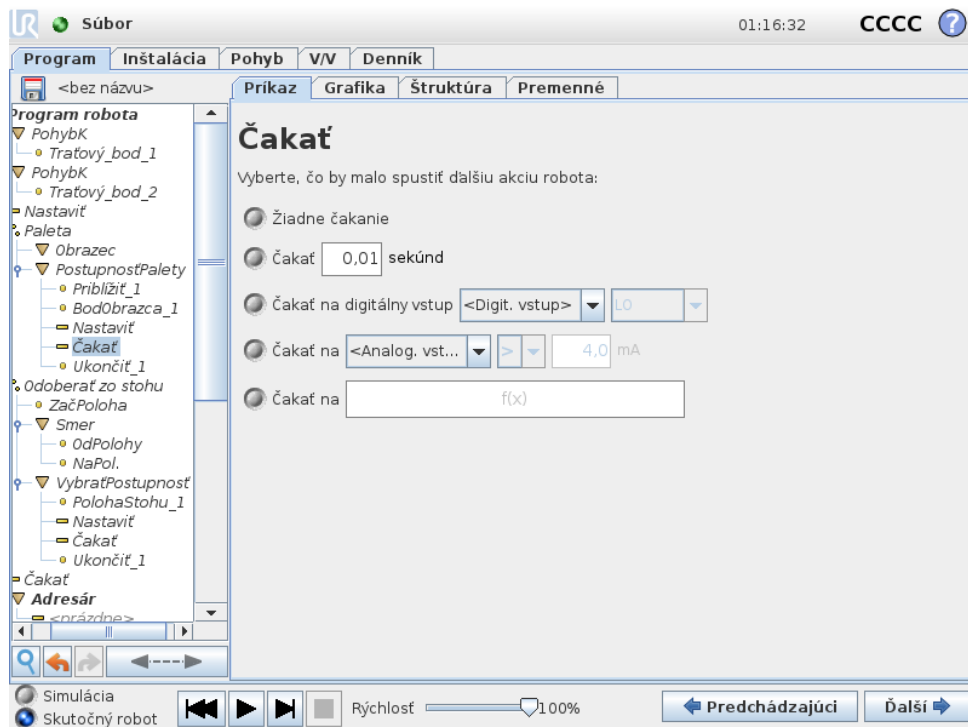 UR Súbor 01:16:32 CCCC ?
Program Inštalácia Pohyb V/V Denník
<bez názvu> Príkaz Grafika Štruktúra Premenné
Program robota
PohybK
Traťový_bod_1
PohybK
Traťový_bod_2
Nastaviť
Paleta
Obrazec
PostupnosťPalety
Priblížiť_1
BodObrazca_1
Nastaviť
Čakať
Ukončiť_1
Odoberať zo stohu
ZačPoloha
Smer
OdPolohy
NaPol.
VybraťPostupnosť
PolohaStohu_1
Nastaviť
Čakať
Ukončiť_1
Čakať
Adresár
<prázdne>
Čakať
Vyberte, čo by malo spustiť ďalšiu akciu robota:
Žiadne čakanie
Čakať 0,01 sekúnd
Čakať na digitálny vstup <Digit. vstup> LO
Čakať na <Analog. vst... > 4,0 mA
Čakať na f(x)
Simulácia
Skutočný robot
Rýchlosť 100%
Predchádzajúci Ďalší